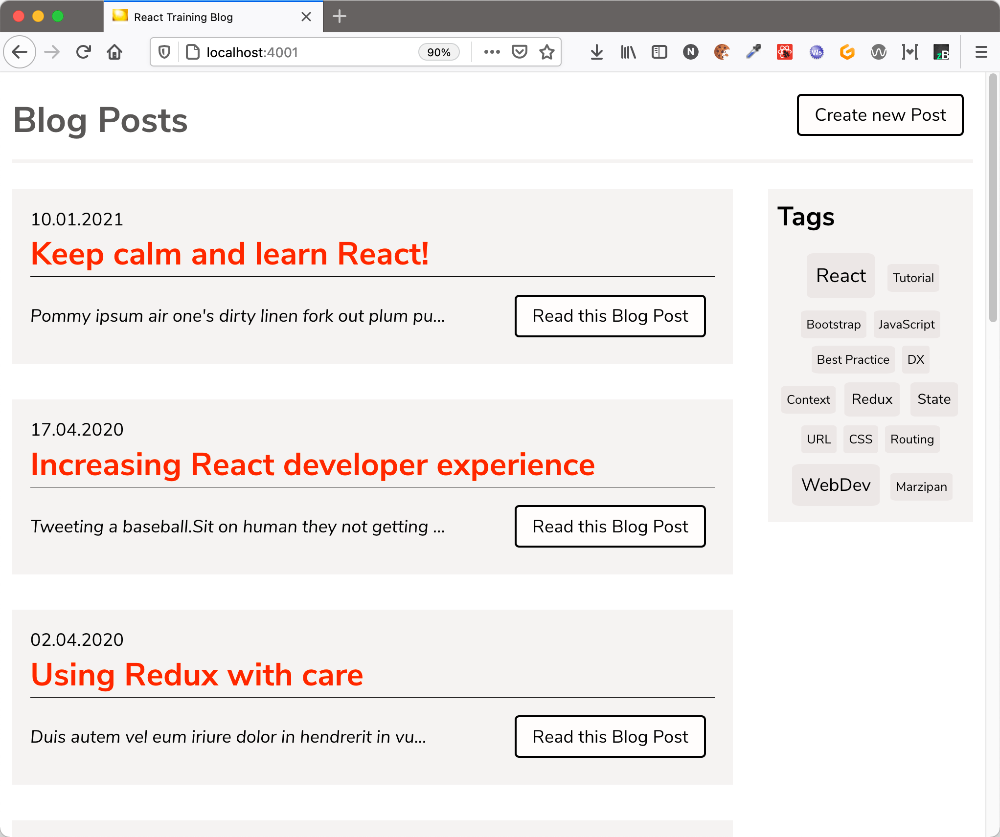 React Training Blog
localhost:4001
90%
N
Ws
zB
Blog Posts
Create new Post
10.01.2021
Keep calm and learn React!
Pommy ipsum air one's dirty linen fork out plum pu...
Read this Blog Post
17.04.2020
Increasing React developer experience
Tweeting a baseball.Sit on human they not getting ...
Read this Blog Post
02.04.2020
Using Redux with care
Duis autem vel eum iriure dolor in hendrerit in vu...
Read this Blog Post
Tags
React Tutorial
Bootstrap JavaScript
Best Practice DX
Context Redux State
URL CSS Routing
WebDev Marzipan